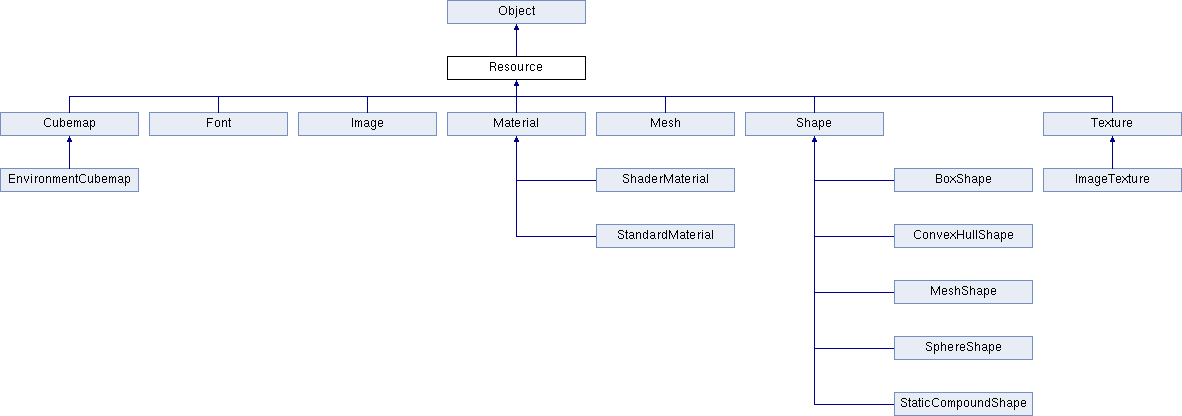 Object
Resource
Cubemap
Font
Image
Material
Mesh
Shape
Texture
EnvironmentCubemap
ShaderMaterial
BoxShape
ImageTexture
StandardMaterial
ConvexHullShape
MeshShape
SphereShape
StaticCompoundShape